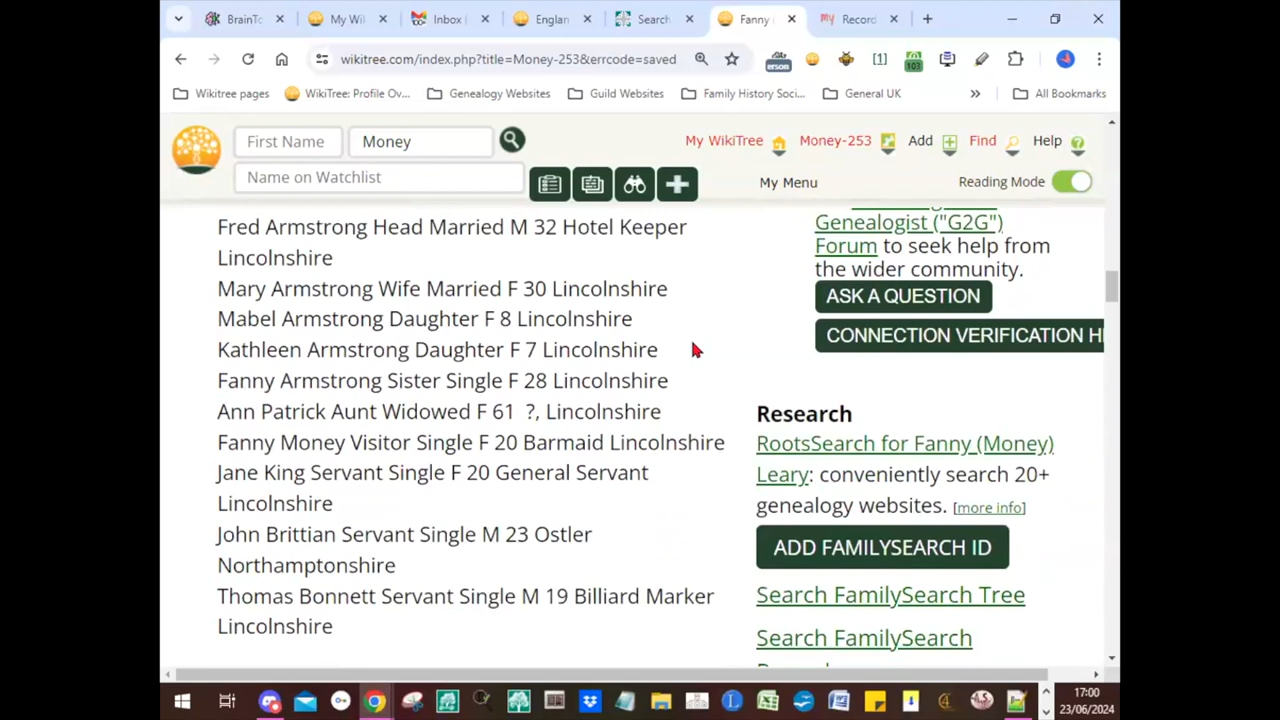 BrainTo
My Wil
Inbox (
Englan
Search
Fanny (
MY Record
wikitree.com/index.php?title=Money-253&errcode=saved
erson
[1]
103
Wikitree pages
WikiTree: Profile Ov...
Genealogy Websites
Guild Websites
Family History Soci...
General UK
»
All Bookmarks
First Name
Money
My WikiTree
Money-253
Add
Find
Help
Name on Watchlist
My Menu
Reading Mode
Fred Armstrong Head Married M 32 Hotel Keeper
Lincolnshire
Mary Armstrong Wife Married F 30 Lincolnshire
Mabel Armstrong Daughter F 8 Lincolnshire
Kathleen Armstrong Daughter F 7 Lincolnshire
Fanny Armstrong Sister Single F 28 Lincolnshire
Ann Patrick Aunt Widowed F 61 ?, Lincolnshire
Fanny Money Visitor Single F 20 Barmaid Lincolnshire
Jane King Servant Single F 20 General Servant
Lincolnshire
John Brittian Servant Single M 23 Ostler
Northamptonshire
Thomas Bonnett Servant Single M 19 Billiard Marker
Lincolnshire
Genealogist ("G2G")
Forum to seek help from
the wider community.
ASK A QUESTION
CONNECTION VERIFICATION H
Research
RootsSearch for Fanny (Money)
Leary: conveniently search 20+
genealogy websites. [more info]
ADD FAMILYSEARCH ID
Search FamilySearch Tree
Search FamilySearch
17:00
23/06/2024